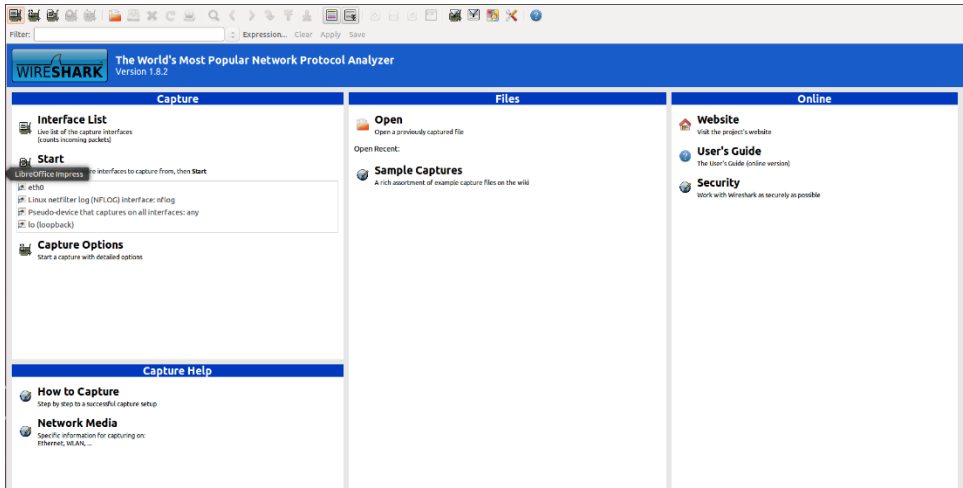 Filter:
Expression... Clear Apply Save
WIRESHARK
The World's Most Popular Network Protocol Analyzer
Version 1.8.2
Capture
Interface List
Live list of the capture interfaces
(counts incoming packets)
Start
LibreOffice Impress
interfaces to capture from, then Start
eth0
Linux netfilter log (NFLOG) interface: nflog
Pseudo-device that captures on all interfaces: any
lo (loopback)
Capture Options
Start a capture with detailed options
Capture Help
How to Capture
Step by step to a successful capture setup
Network Media
Specific information for capturing on:
Ethernet, WLAN, ...
Files
Open
Open a previously captured file
Open Recent:
Sample Captures
A rich assortment of example capture files on the wiki
Online
Website
Visit the project's website
User's Guide
The User's Guide (online version)
Security
Work with Wireshark as securely as possible